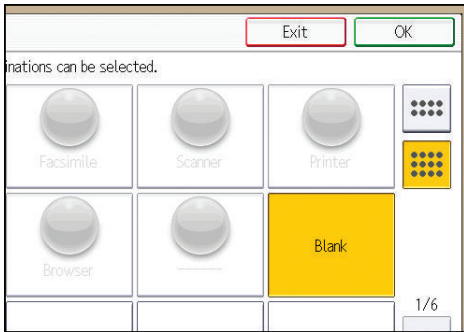 Exit OK
inations can be selected.
Facsimile Scanner Printer
Browser ------------ Blank
1/6